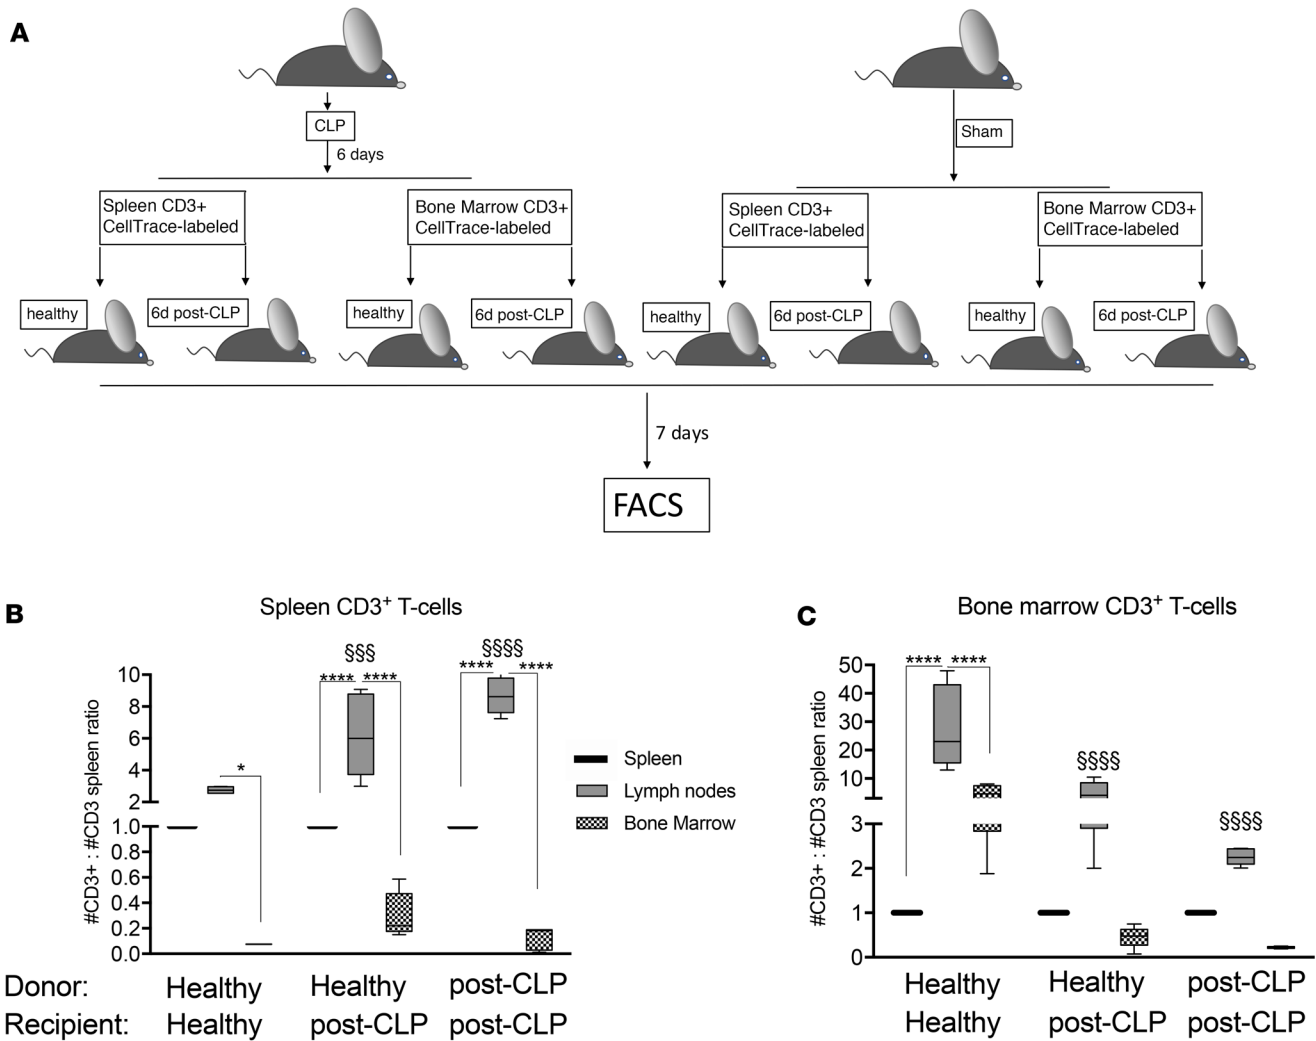 A
CLP
6 days
Sham
Spleen CD3+
CellTrace-labeled
Bone Marrow CD3+
CellTrace-labeled
Spleen CD3+
CellTrace-labeled
Bone Marrow CD3+
CellTrace-labeled
healthy
6d post-CLP
healthy
6d post-CLP
healthy
6d post-CLP
healthy
6d post-CLP
7 days
FACS
B
Spleen CD3+ T-cells
#CD3+ : #CD3 spleen ratio
10
8
6
4
2
1.0
0.8
0.6
0.4
0.2
0.0
*
§§§
**** ****
§§§§
**** ****
Spleen
Lymph nodes
Bone Marrow
Donor: Healthy Healthy post-CLP
Recipient: Healthy post-CLP post-CLP
C
Bone marrow CD3+ T-cells
#CD3+ : #CD3 spleen ratio
50
40
30
20
10
3
2
1
0
**** ****
§§§§
§§§§
Healthy Healthy post-CLP
Healthy post-CLP post-CLP